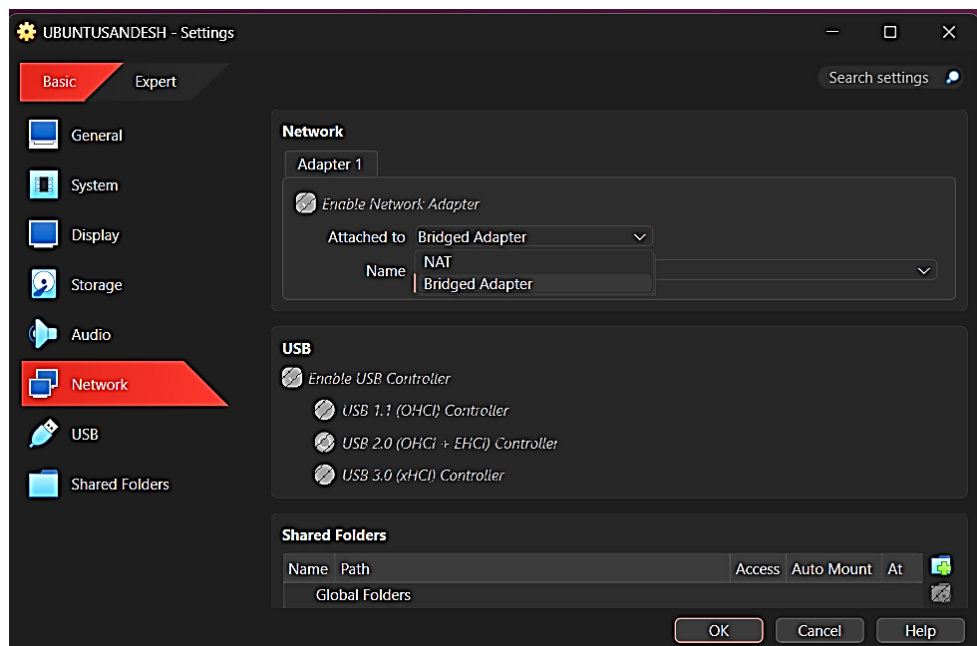 UBUNTUSANDESH - Settings
Basic Expert Search settings
General
System
Display
Storage
Audio
Network
USB
Shared Folders
Network
Adapter 1
Enable Network Adapter
Attached to Bridged Adapter
NAT
Name
Bridged Adapter
USB
Enable USB Controller
USB 1.1 (OHCI) Controller
USB 2.0 (OHCI + EHCI) Controller
USB 3.0 (xHCI) Controller
Shared Folders
Name Path Access Auto Mount At
Global Folders
OK Cancel Help